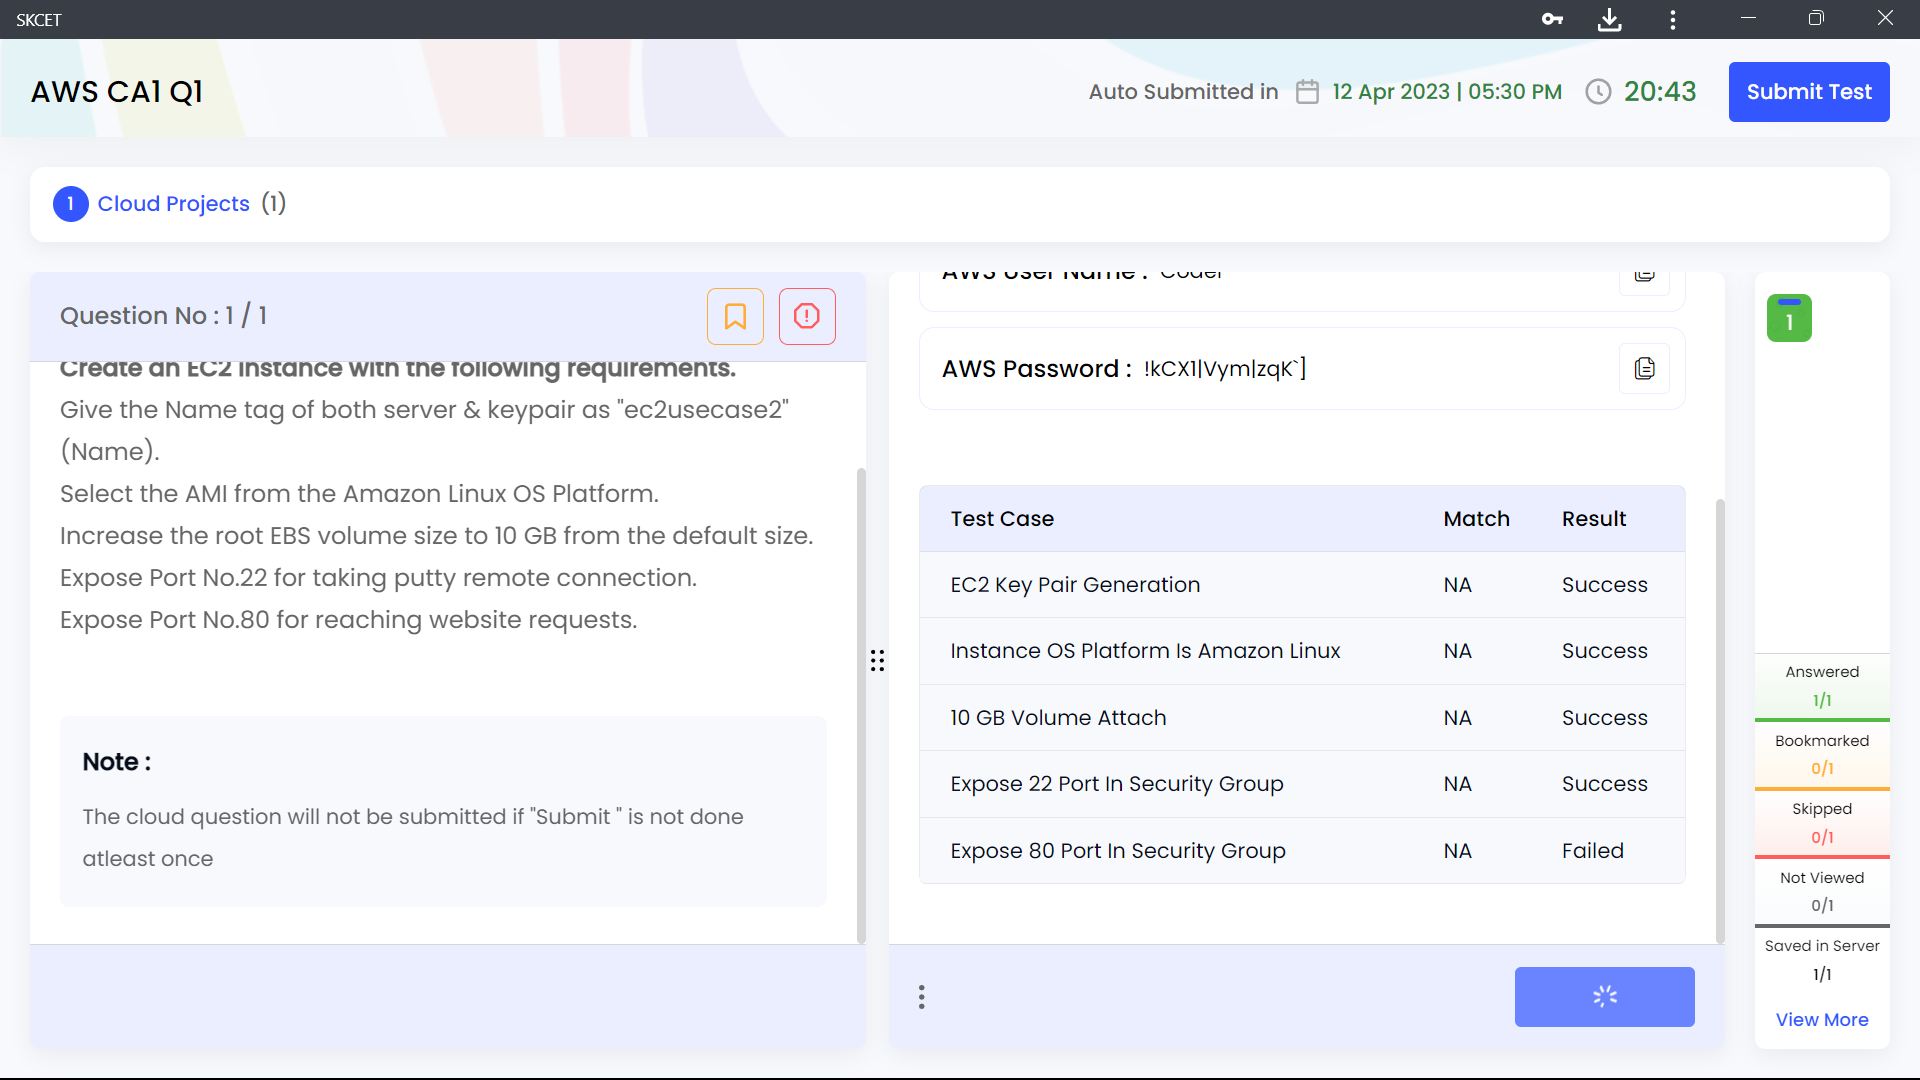 SKCET
AWS CA1 Q1
Auto Submitted in 12 Apr 2023 | 05:30 PM 20:43 Submit Test
1 Cloud Projects (1)
Question No : 1 / 1
Create an EC2 instance with the following requirements.
Give the Name tag of both server & keypair as "ec2usecase2"
(Name).
Select the AMI from the Amazon Linux OS Platform.
Increase the root EBS volume size to 10 GB from the default size.
Expose Port No.22 for taking putty remote connection.
Expose Port No.80 for reaching website requests.
Note :
The cloud question will not be submitted if "Submit " is not done
atleast once
AWS User Name : Coder
AWS Password : !kCX1|Vym|zqK`]
Test Case Match Result
EC2 Key Pair Generation NA Success
Instance OS Platform Is Amazon Linux NA Success
10 GB Volume Attach NA Success
Expose 22 Port In Security Group NA Success
Expose 80 Port In Security Group NA Failed
1
Answered
1/1
Bookmarked
0/1
Skipped
0/1
Not Viewed
0/1
Saved in Server
1/1
View More